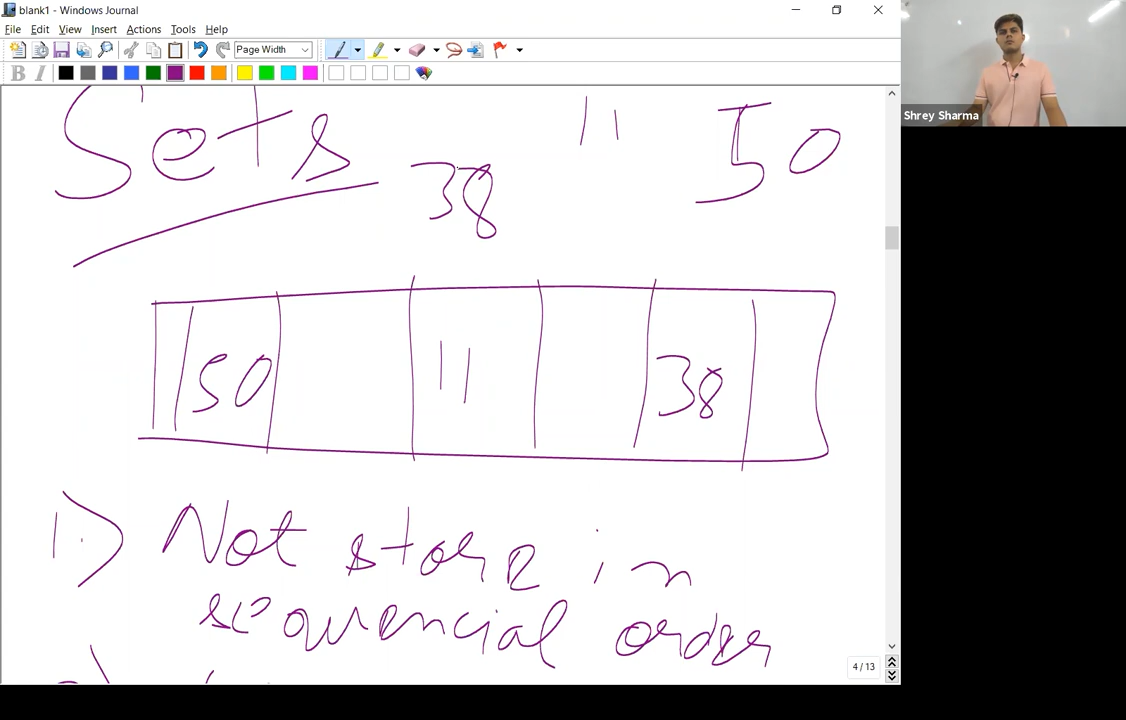 blank1 - Windows Journal
File Edit View Insert Actions Tools Help
Page Width
B I
Sets 38 11 50
50 11 38
1.) Not store in
sequencial order
4 / 13
Shrey Sharma